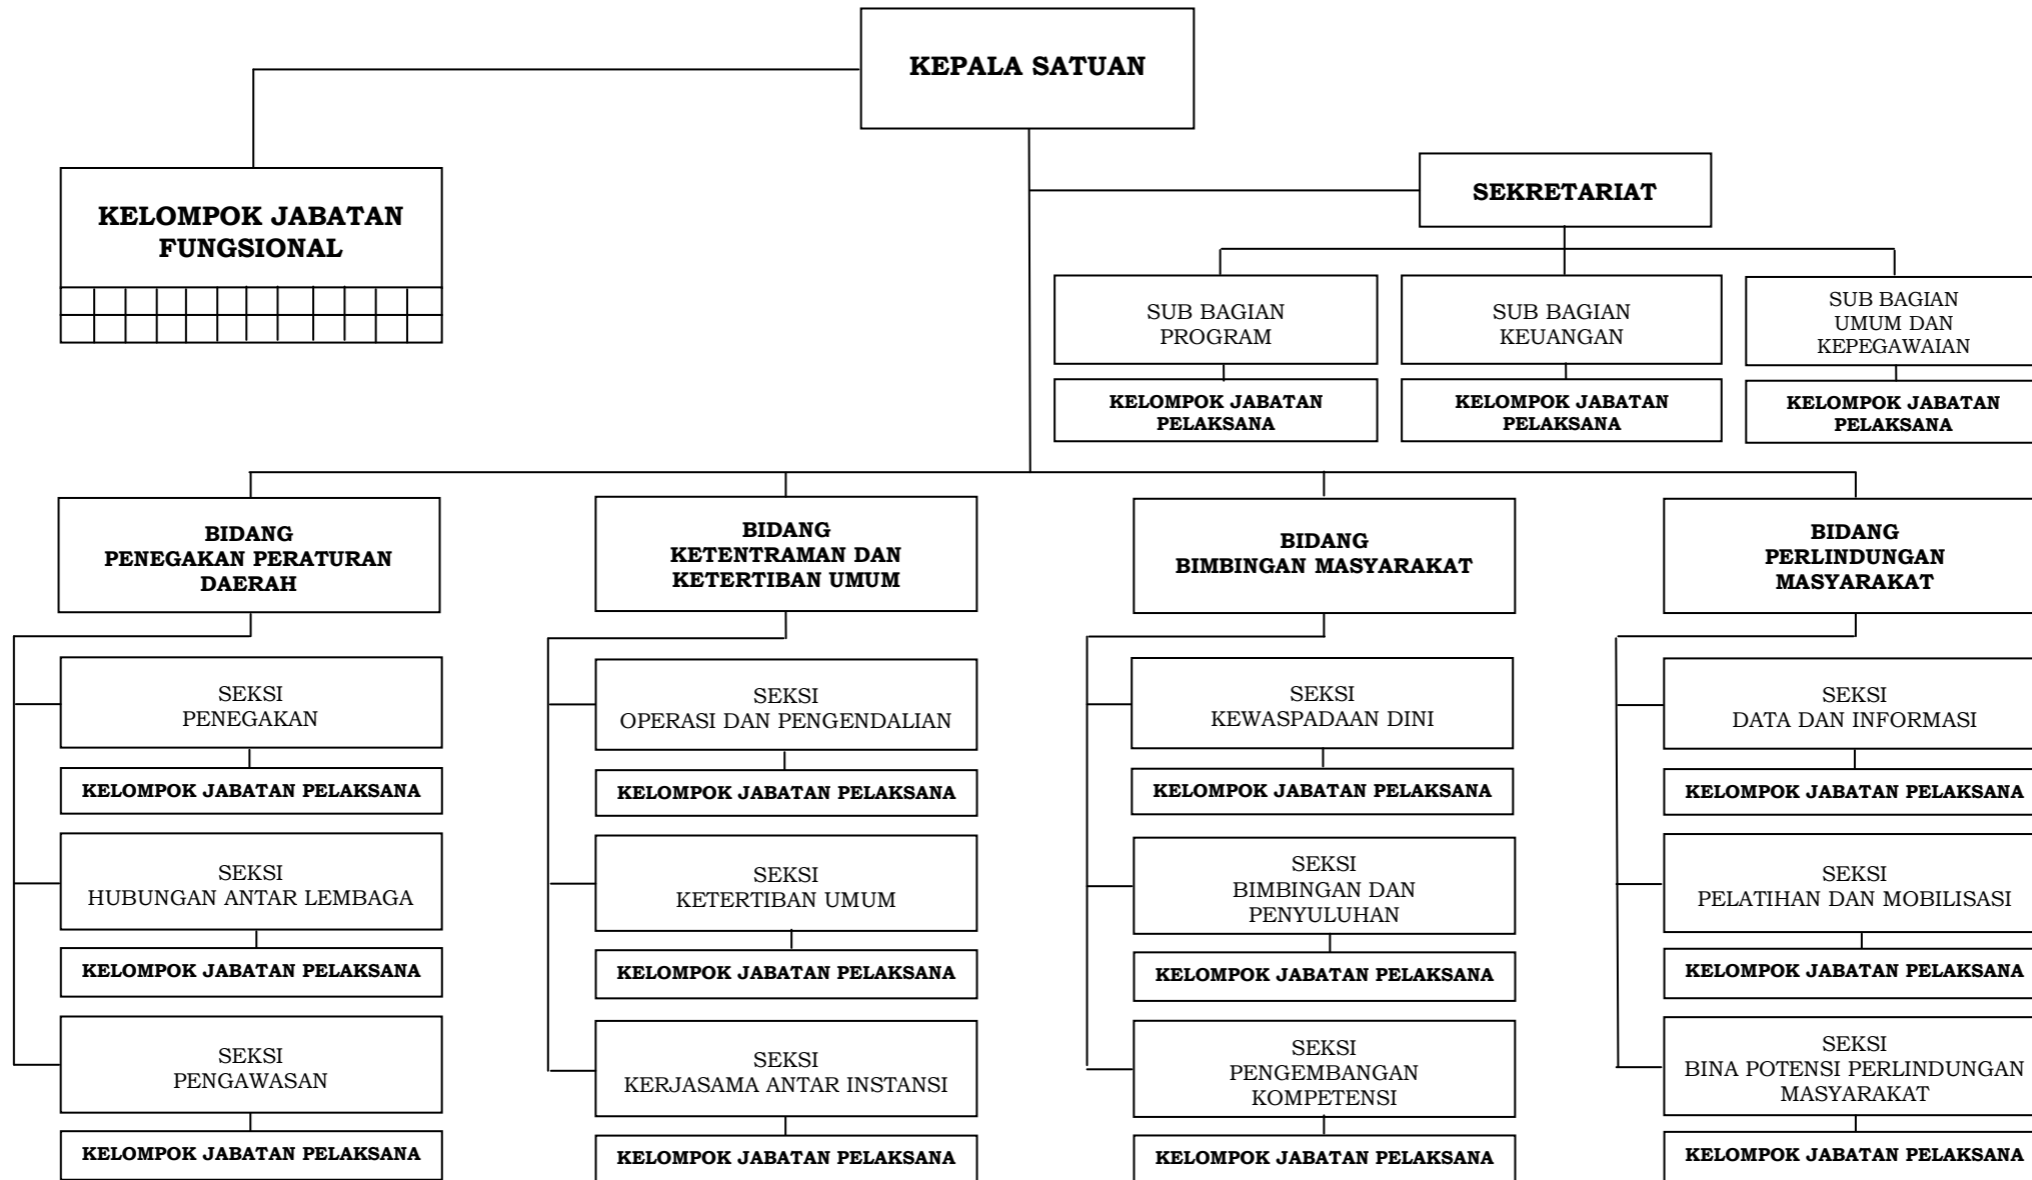 KEPALA SATUAN
SEKRETARIAT
KELOMPOK JABATAN
FUNGSIONAL
SUB BAGIAN
PROGRAM
SUB BAGIAN
KEUANGAN
SUB BAGIAN
UMUM DAN
KEPEGAWAIAN
KELOMPOK JABATAN
PELAKSANA
KELOMPOK JABATAN
PELAKSANA
KELOMPOK JABATAN
PELAKSANA
BIDANG
PENEGAKAN PERATURAN
DAERAH
BIDANG
KETENTRAMAN DAN
KETERTIBAN UMUM
BIDANG
BIMBINGAN MASYARAKAT
BIDANG
PERLINDUNGAN
MASYARAKAT
SEKSI
PENEGAKAN
SEKSI
OPERASI DAN PENGENDALIAN
SEKSI
KEWASPADAAN DINI
SEKSI
DATA DAN INFORMASI
KELOMPOK JABATAN PELAKSANA
KELOMPOK JABATAN PELAKSANA
KELOMPOK JABATAN PELAKSANA
KELOMPOK JABATAN PELAKSANA
SEKSI
HUBUNGAN ANTAR LEMBAGA
SEKSI
KETERTIBAN UMUM
SEKSI
BIMBINGAN DAN
PENYULUHAN
SEKSI
PELATIHAN DAN MOBILISASI
KELOMPOK JABATAN PELAKSANA
KELOMPOK JABATAN PELAKSANA
KELOMPOK JABATAN PELAKSANA
KELOMPOK JABATAN PELAKSANA
SEKSI
PENGAWASAN
SEKSI
KERJASAMA ANTAR INSTANSI
SEKSI
PENGEMBANGAN
KOMPETENSI
SEKSI
BINA POTENSI PERLINDUNGAN
MASYARAKAT
KELOMPOK JABATAN PELAKSANA
KELOMPOK JABATAN PELAKSANA
KELOMPOK JABATAN PELAKSANA
KELOMPOK JABATAN PELAKSANA